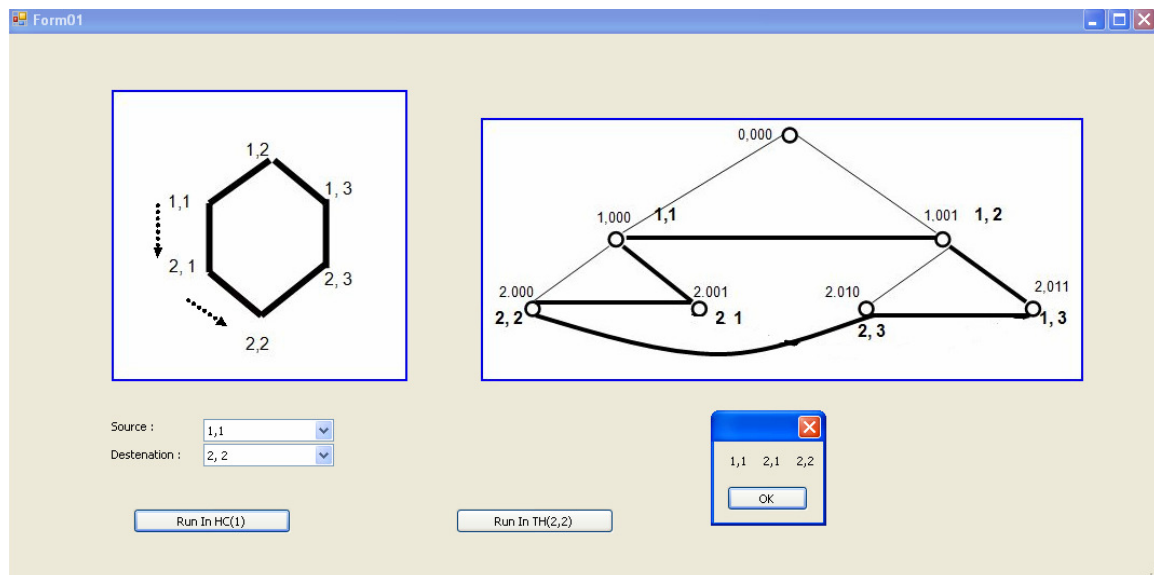 Form01
1,2
1,1
1, 3
2, 1
2, 3
2,2
0,000
1,000 1,1
1.001 1, 2
2.000
2.001
2.010
2,011
2, 2
2 1
2, 3
1, 3
Source :
1,1
Destenation :
2, 2
1,1 2,1 2,2
OK
Run In HC(1)
Run In TH(2,2)